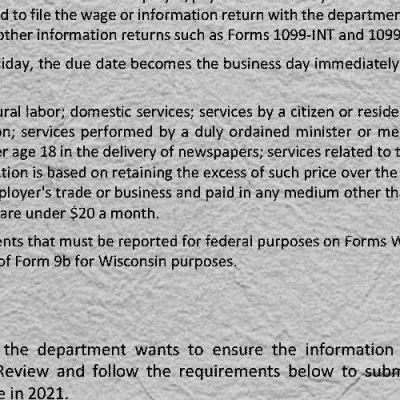 d to file the wage or information return with the departmen
other information returns such as Forms 1099-INT and 1099
iday, the due date becomes the business day immediately
ural labor; domestic services; services by a citizen or reside
on; services performed by a duly ordained minister or me
r age 18 in the delivery of newspapers; services related to t
tion is based on retaining the excess of such price over the
ployer's trade or business and paid in any medium other tha
are under $20 a month.
ents that must be reported for federal purposes on Forms W
of Form 9b for Wisconsin purposes.
the department wants to ensure the information
Review and follow the requirements below to subm
e in 2021.